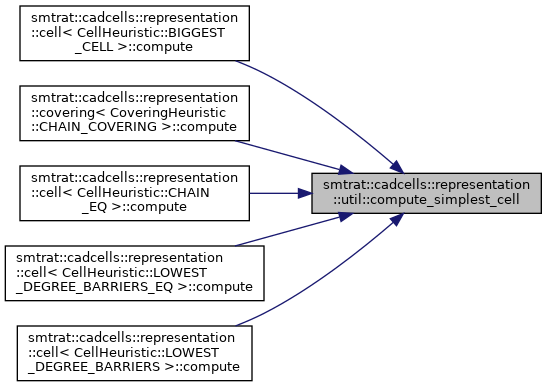 smtrat::cadcells::representation
::cell< CellHeuristic::BIGGEST
_CELL >::compute
smtrat::cadcells::representation
::covering< CoveringHeuristic
::CHAIN_COVERING >::compute
smtrat::cadcells::representation
::cell< CellHeuristic::CHAIN
_EQ >::compute
smtrat::cadcells::representation
::cell< CellHeuristic::LOWEST
_DEGREE_BARRIERS_EQ >::compute
smtrat::cadcells::representation
::cell< CellHeuristic::LOWEST
_DEGREE_BARRIERS >::compute
smtrat::cadcells::representation
::util::compute_simplest_cell